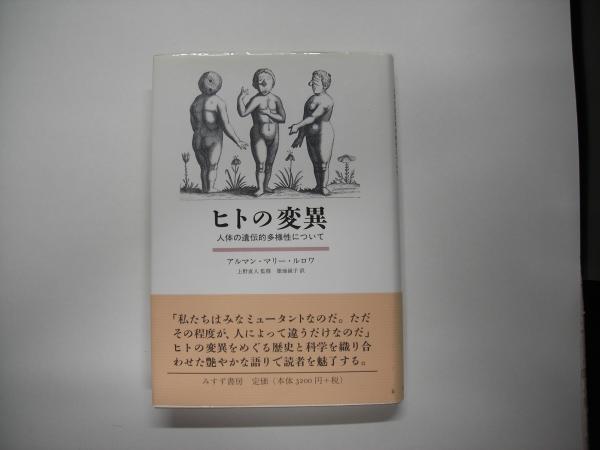 ヒトの変異
人体の遺伝的多様性について
アルマン・マリー・ルロワ
上野直人 監修 築地誠子 訳
「私たちはみなミュータントなのだ。ただ
その程度が、人によって違うだけなのだ」
ヒトの変異をめぐる歴史と科学を織り合
わせた艶やかな語りで読者を魅了する。
みすず書房 定価（本体 3200 円＋税）